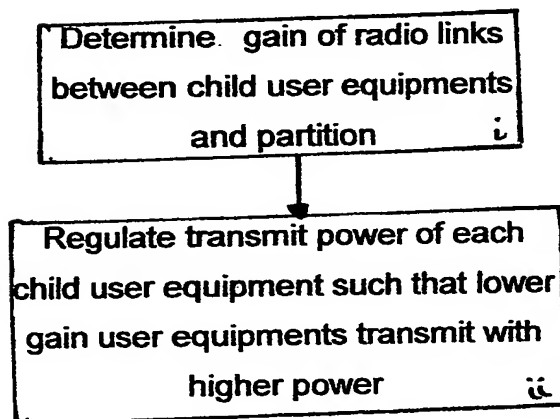 Determine. gain of radio links
between child user equipments
and partition i
Regulate transmit power of each
child user equipment such that lower
gain user equipments transmit with
higher power ii